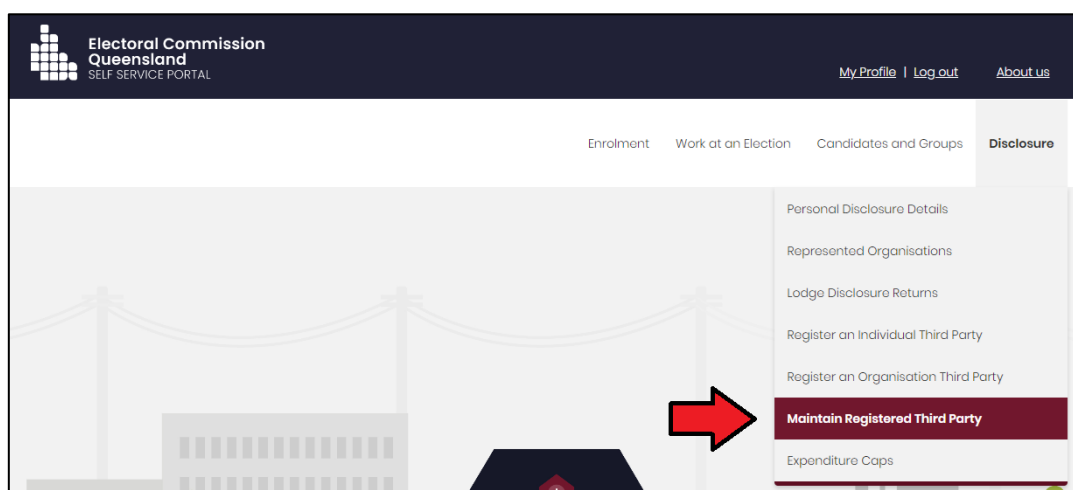 Electoral Commission
Queensland
SELF SERVICE PORTAL
My Profile | Log out About us
Enrolment Work at an Election Candidates and Groups Disclosure
Personal Disclosure Details
Represented Organisations
Lodge Disclosure Returns
Register an Individual Third Party
Register an Organisation Third Party
Maintain Registered Third Party
Expenditure Caps